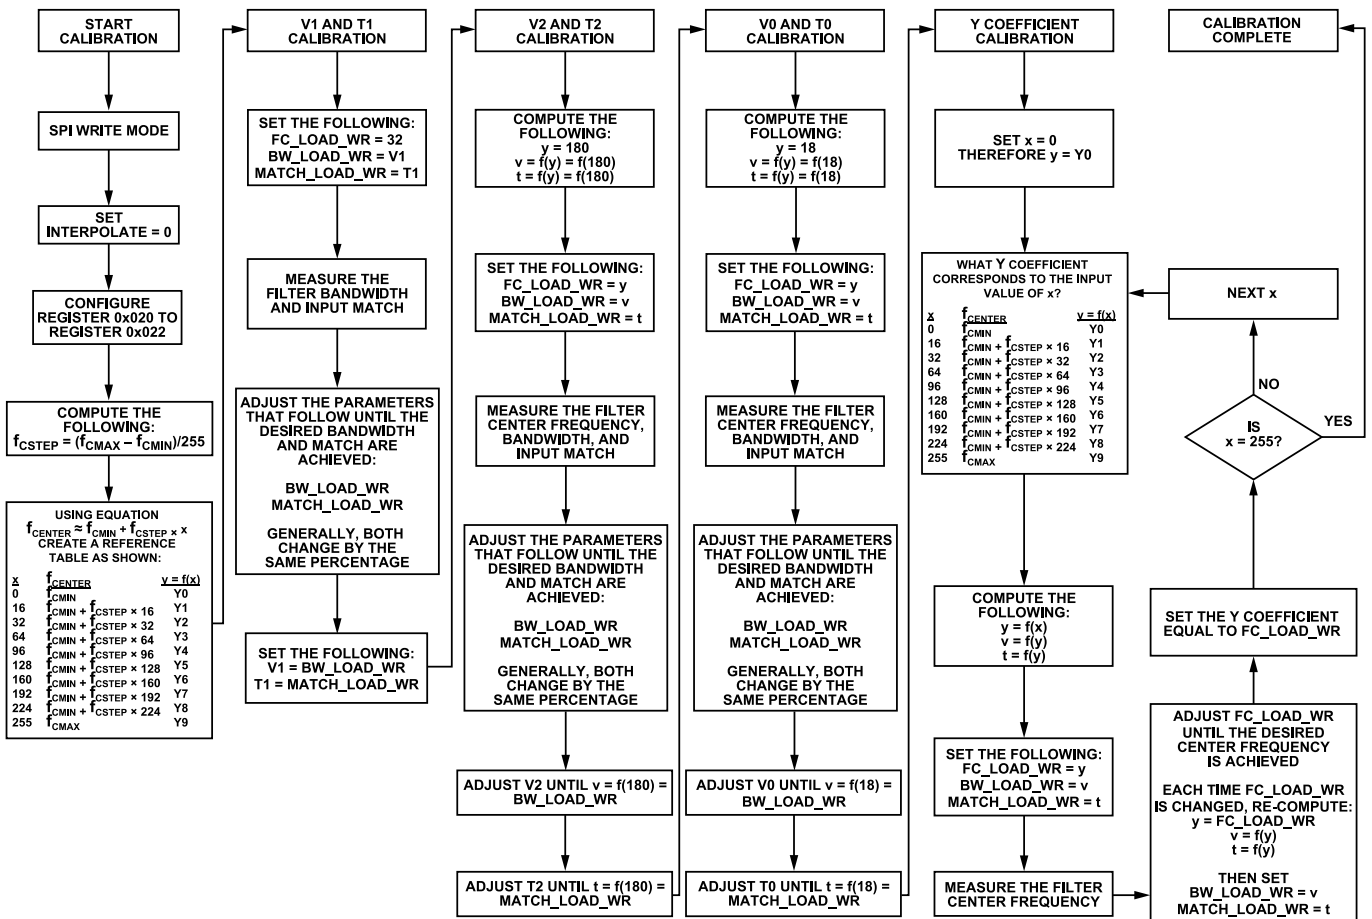 START
CALIBRATION
SPI WRITE MODE
SET
INTERPOLATE = 0
CONFIGURE
REGISTER 0x020 TO
REGISTER 0x022
COMPUTE THE
FOLLOWING:
fCSTEP = (fCMAX – fCMIN)/255
USING EQUATION
fCENTER ≈ fCMIN + fCSTEP × x
CREATE A REFERENCE
TABLE AS SHOWN:
x fCENTER v = f(x)
0 fCMIN Y0
16 fCMIN + fCSTEP × 16 Y1
32 fCMIN + fCSTEP × 32 Y2
64 fCMIN + fCSTEP × 64 Y3
96 fCMIN + fCSTEP × 96 Y4
128 fCMIN + fCSTEP × 128 Y5
160 fCMIN + fCSTEP × 160 Y6
192 fCMIN + fCSTEP × 192 Y7
224 fCMIN + fCSTEP × 224 Y8
255 fCMAX Y9
V1 AND T1
CALIBRATION
SET THE FOLLOWING:
FC_LOAD_WR = 32
BW_LOAD_WR = V1
MATCH_LOAD_WR = T1
MEASURE THE
FILTER BANDWIDTH
AND INPUT MATCH
ADJUST THE PARAMETERS
THAT FOLLOW UNTIL THE
DESIRED BANDWIDTH
AND MATCH ARE
ACHIEVED:
BW_LOAD_WR
MATCH_LOAD_WR
GENERALLY, BOTH
CHANGE BY THE
SAME PERCENTAGE
SET THE FOLLOWING:
V1 = BW_LOAD_WR
T1 = MATCH_LOAD_WR
V2 AND T2
CALIBRATION
COMPUTE THE
FOLLOWING:
y = 180
v = f(y) = f(180)
t = f(y) = f(180)
SET THE FOLLOWING:
FC_LOAD_WR = y
BW_LOAD_WR = v
MATCH_LOAD_WR = t
MEASURE THE FILTER
CENTER FREQUENCY,
BANDWIDTH, AND
INPUT MATCH
ADJUST THE PARAMETERS
THAT FOLLOW UNTIL THE
DESIRED BANDWIDTH
AND MATCH ARE
ACHIEVED:
BW_LOAD_WR
MATCH_LOAD_WR
GENERALLY, BOTH
CHANGE BY THE
SAME PERCENTAGE
ADJUST V2 UNTIL v = f(180) =
BW_LOAD_WR
ADJUST T2 UNTIL t = f(180) =
MATCH_LOAD_WR
V0 AND T0
CALIBRATION
COMPUTE THE
FOLLOWING:
y = 18
v = f(y) = f(18)
t = f(y) = f(18)
SET THE FOLLOWING:
FC_LOAD_WR = y
BW_LOAD_WR = v
MATCH_LOAD_WR = t
MEASURE THE FILTER
CENTER FREQUENCY,
BANDWIDTH, AND
INPUT MATCH
ADJUST THE PARAMETERS
THAT FOLLOW UNTIL THE
DESIRED BANDWIDTH
AND MATCH ARE
ACHIEVED:
BW_LOAD_WR
MATCH_LOAD_WR
GENERALLY, BOTH
CHANGE BY THE
SAME PERCENTAGE
ADJUST V0 UNTIL v = f(18) =
BW_LOAD_WR
ADJUST T0 UNTIL t = f(18) =
MATCH_LOAD_WR
Y COEFFICIENT
CALIBRATION
SET x = 0
THEREFORE y = Y0
WHAT Y COEFFICIENT
CORRESPONDS TO THE INPUT
VALUE OF x?
x fCENTER v = f(x)
0 fCMIN Y0
16 fCMIN + fCSTEP × 16 Y1
32 fCMIN + fCSTEP × 32 Y2
64 fCMIN + fCSTEP × 64 Y3
96 fCMIN + fCSTEP × 96 Y4
128 fCMIN + fCSTEP × 128 Y5
160 fCMIN + fCSTEP × 160 Y6
192 fCMIN + fCSTEP × 192 Y7
224 fCMIN + fCSTEP × 224 Y8
255 fCMAX Y9
COMPUTE THE
FOLLOWING:
y = f(x)
v = f(y)
t = f(y)
SET THE FOLLOWING:
FC_LOAD_WR = y
BW_LOAD_WR = v
MATCH_LOAD_WR = t
MEASURE THE FILTER
CENTER FREQUENCY
ADJUST FC_LOAD_WR
UNTIL THE DESIRED
CENTER FREQUENCY
IS ACHIEVED
EACH TIME FC_LOAD_WR
IS CHANGED, RE-COMPUTE:
y = FC_LOAD_WR
v = f(y)
t = f(y)
THEN SET
BW_LOAD_WR = v
MATCH_LOAD_WR = t
SET THE Y COEFFICIENT
EQUAL TO FC_LOAD_WR
IS
x = 255?
NO
YES
NEXT x
CALIBRATION
COMPLETE